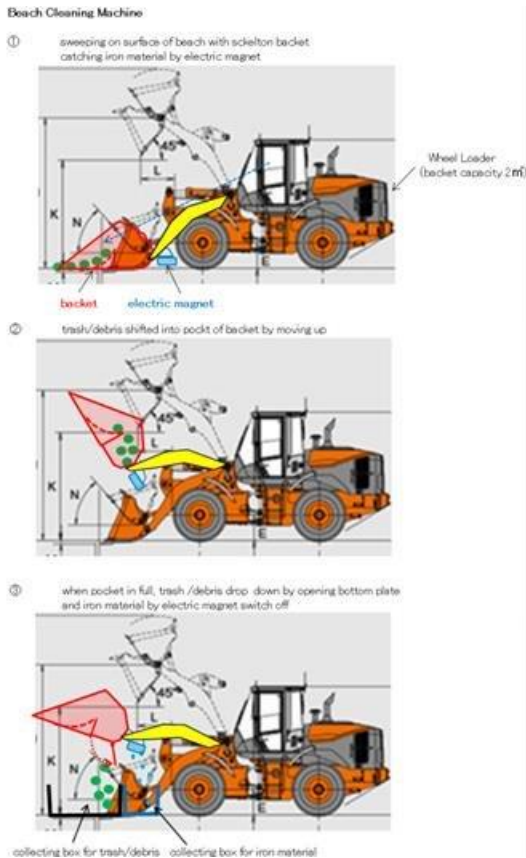 Beach Cleaning Machine
① sweeping on surface of beach with sckelton backet
catching iron material by electric magnet
45°
L
K
N
E
Wheel Loader
(backet capacity 2㎥)
backet electric magnet
② trash/debris shifted into pockt of backet by moving up
45°
L
K
N
E
③ when pocket in full, trash /debris drop down by opening bottom plate
and iron material by electric magnet switch off
45°
L
K
N
E
collecting box for trash/debris collecting box for iron material